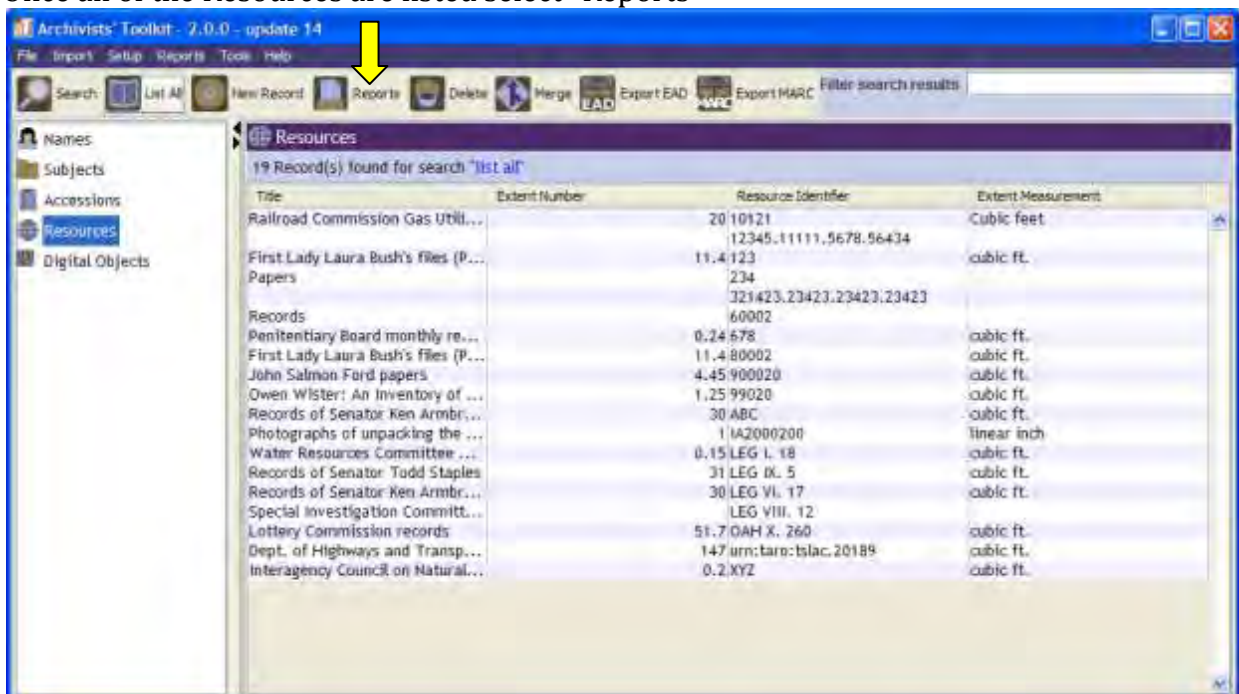 Once all of the Resources are listed select "Reports"
Archivists' Toolkit - 2.0.0 - update 14
File Import Setup Reports Tools Help
Search List All New Record Reports Delete Merge EAD Export EAD Export MARC Filter search results
Names
Subjects
Accessions
Resources
Digital Objects
Resources
19 Record(s) found for search "list all"
Title Extent Number Resource Identifier Extent Measurement
Railroad Commission Gas Utili... 20 10121 Cubic feet
12345.11111.5678.56434
First Lady Laura Bush's files (P... 11.4 123 cubic ft.
Papers 234
321423.23423.23423.23423
Records 60002
Penitentiary Board monthly re... 0.24 678 cubic ft.
First Lady Laura Bush's files (P... 11.4 80002 cubic ft.
John Salmon Ford papers 4.45 900020 cubic ft.
Owen Wister: An Inventory of ... 1.25 99020 cubic ft.
Records of Senator Ken Armbr... 30 ABC cubic ft.
Photographs of unpacking the ... 1 IA2000200 linear inch
Water Resources Committee ... 0.15 LEG I. 18 cubic ft.
Records of Senator Todd Staples 31 LEG IX. 5 cubic ft.
Records of Senator Ken Armbr... 30 LEG VI. 17 cubic ft.
Special Investigation Committ... LEG VIII. 12
Lottery Commission records 51.7 OAH X. 260 cubic ft.
Dept. of Highways and Transp... 147 urn:taro:tslac.20189 cubic ft.
Interagency Council on Natural... 0.2 XYZ cubic ft.